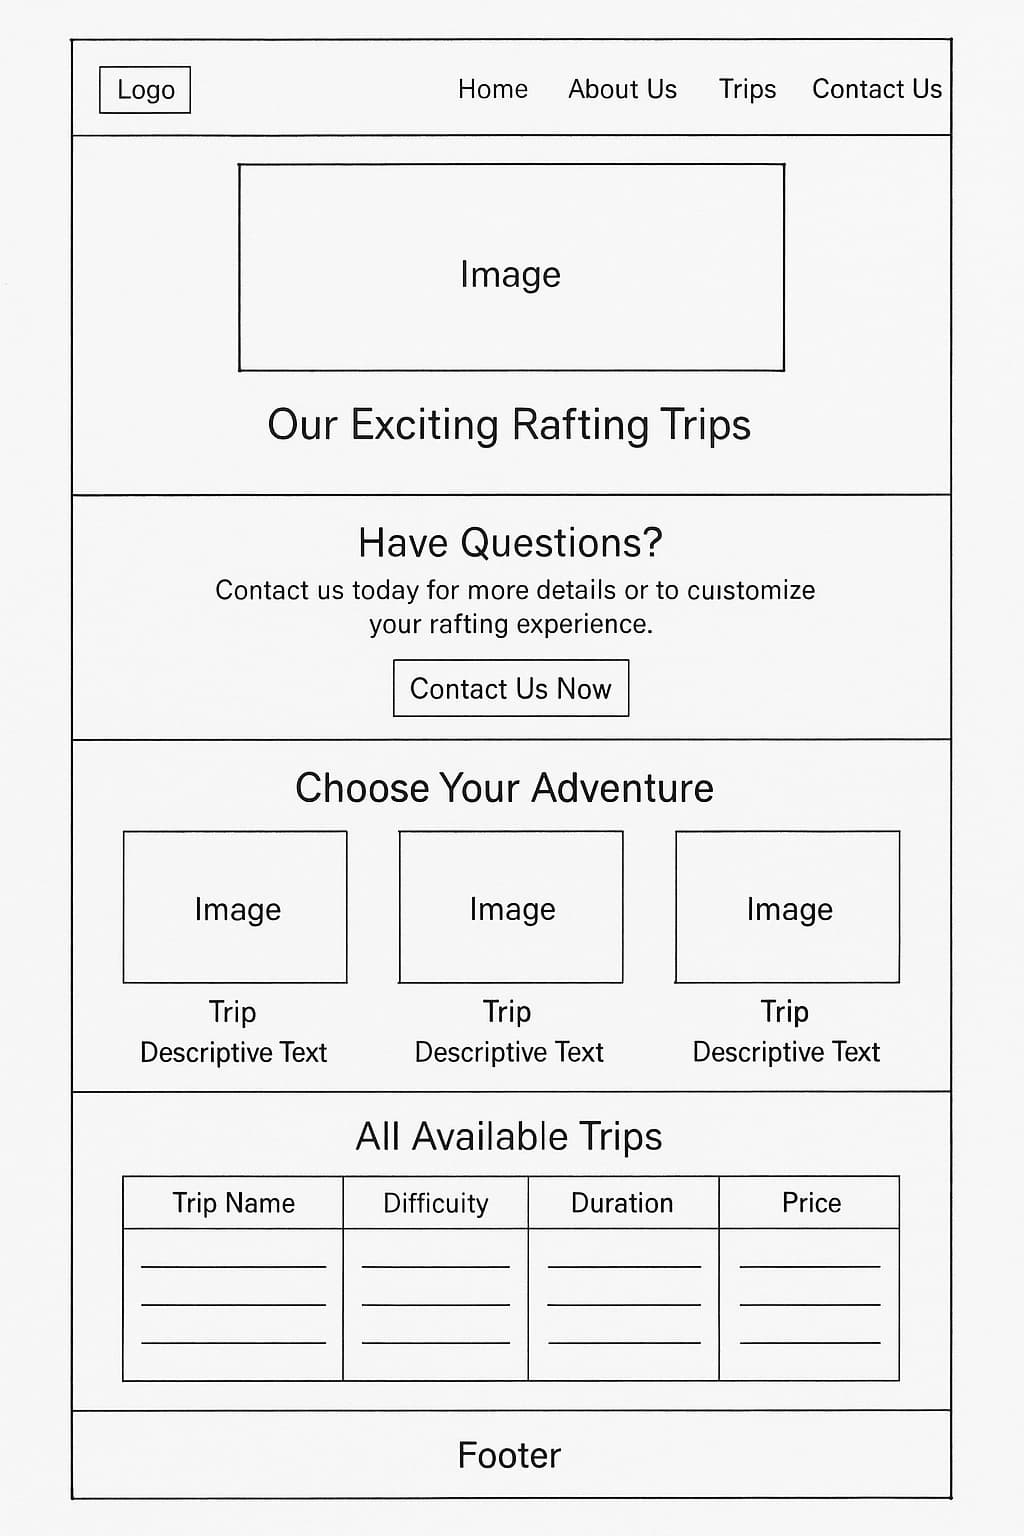 Logo
Home About Us Trips Contact Us
Image
Our Exciting Rafting Trips
Have Questions?
Contact us today for more details or to cuıstomize
your rafting experience.
Contact Us Now
Choose Your Adventure
Image Image Image
Trip Trip Trip
Descriptive Text Descriptive Text Descriptive Text
All Available Trips
Trip Name Difficuity Duration Price
Footer